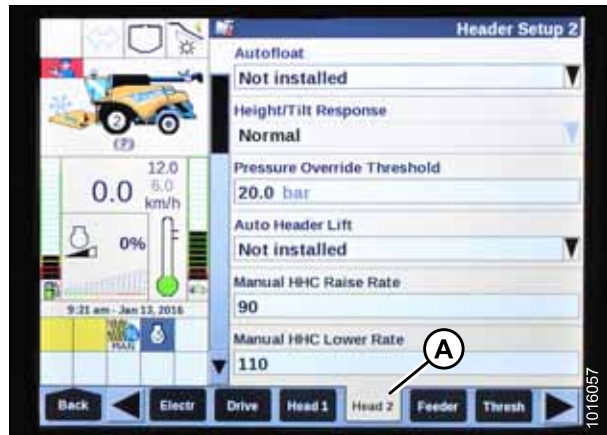 Header Setup 2
Autofloat
Not installed
Height/Tilt Response
Normal
Pressure Override Threshold
20.0 bar
Auto Header Lift
Not installed
Manual HHC Raise Rate
90
Manual HHC Lower Rate
110
2
(?)
12.0
0.0
6.0
km/h
0%
9:21 am - Jan 13, 2016
MAN
A
Back
Electr
Drive
Head 1
Head 2
Feeder
Thresh
1016057